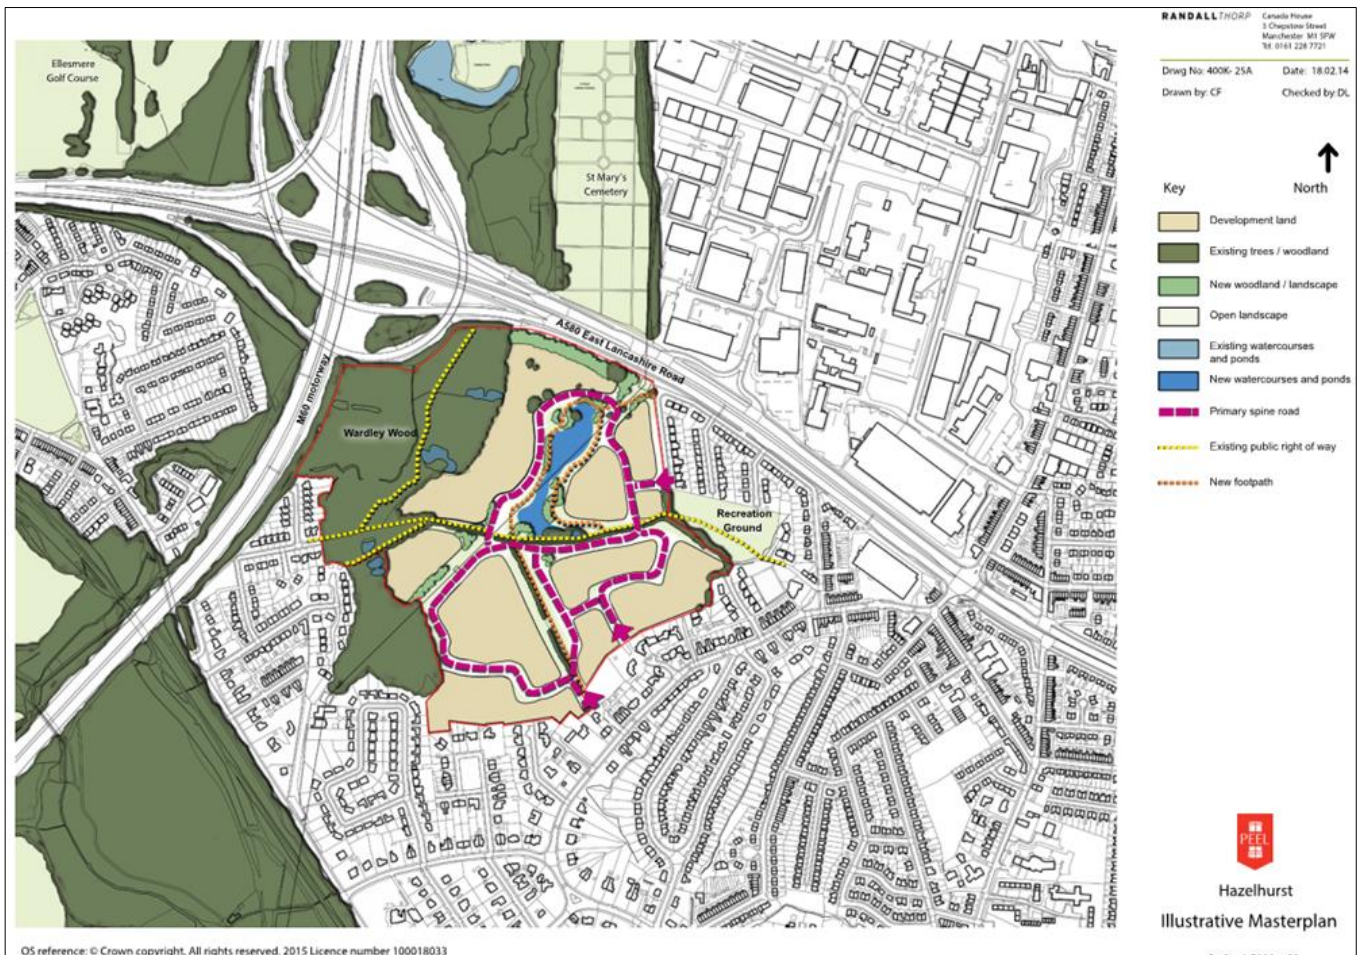 RANDALLTHORP
Canada House
3 Chepstow Street
Manchester M1 5FW
Tel: 0161 228 7721
Drwg No: 400K- 25A
Date: 18.02.14
Drawn by: CF
Checked by:DL
Key
North
Development land
Existing trees / woodland
New woodland / landscape
Open landscape
Existing watercourses
and ponds
New watercourses and ponds
Primary spine road
Existing public right of way
New footpath
Ellesmere
Golf Course
St Mary's
Cemetery
A580 East Lancashire Road
M60 motorway
Wardley Wood
Recreation
Ground
PEEL
Hazelhurst
Illustrative Masterplan
OS reference: © Crown copyright. All rights reserved. 2015 Licence number 100018033